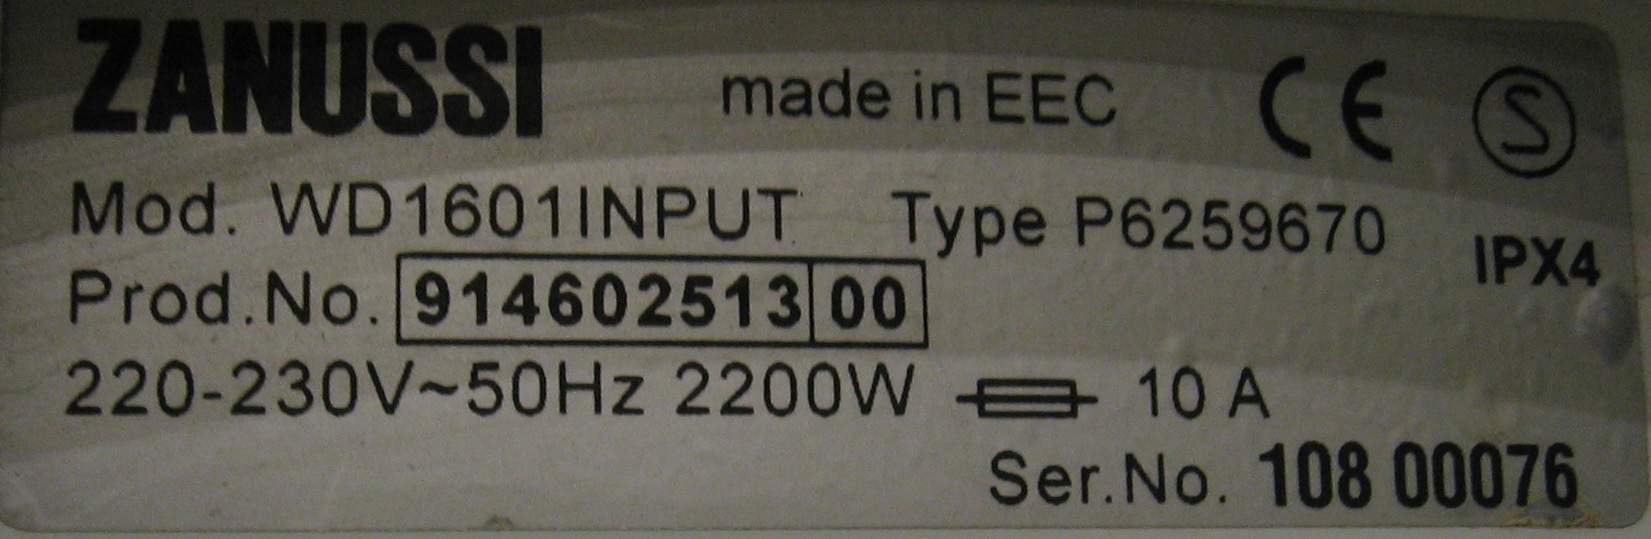 ZANUSSI made in EEC CE S
Mod. WD1601INPUT Type P6259670 IPX4
Prod.No. 914602513 00
220-230V~50Hz 2200W 10 A
Ser.No. 108 00076